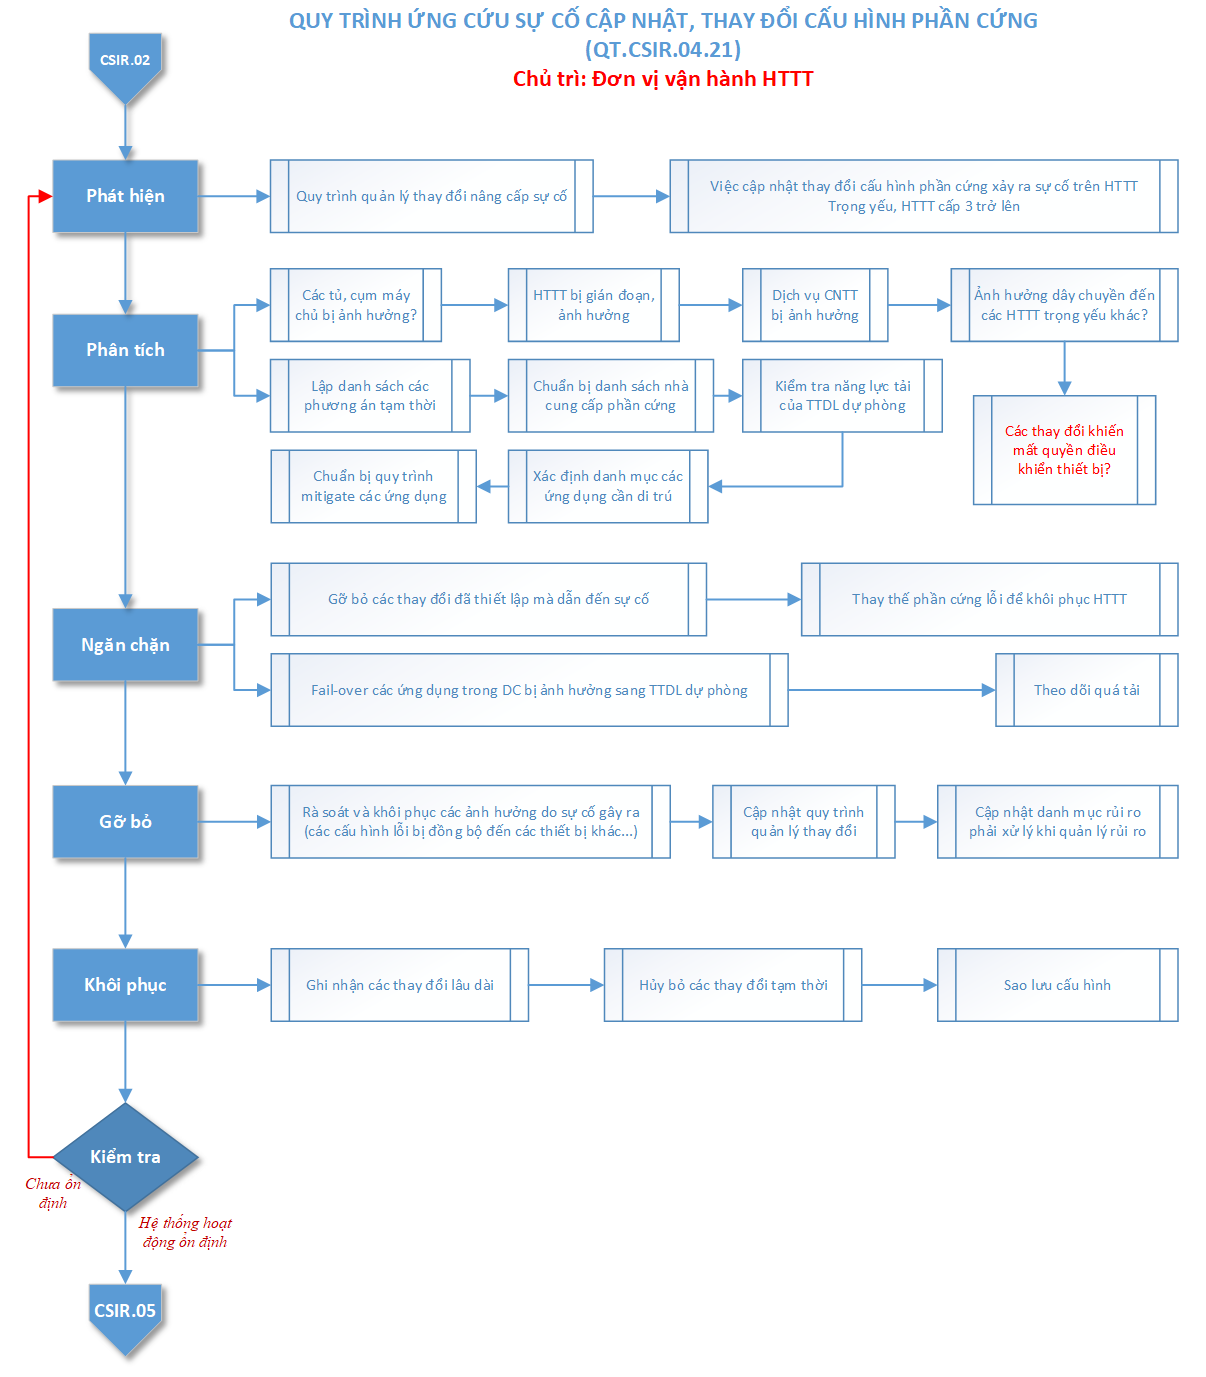 QUY TRÌNH ỨNG CỨU SỰ CỐ CẬP NHẬT, THAY ĐỔI CẤU HÌNH PHẦN CỨNG
(QT.CSIR.04.21)
Chủ trì: Đơn vị vận hành HTTT
CSIR.02
Phát hiện
Quy trình quản lý thay đổi nâng cấp sự cố
Việc cập nhật thay đổi cấu hình phần cứng xảy ra sự cố trên HTTT
Trọng yếu, HTTT cấp 3 trở lên
Phân tích
Các tủ, cụm máy
chủ bị ảnh hưởng?
HTTT bị gián đoạn,
ảnh hưởng
Dịch vụ CNTT
bị ảnh hưởng
Ảnh hưởng dây chuyền đến
các HTTT trọng yếu khác?
Lập danh sách các
phương án tạm thời
Chuẩn bị danh sách nhà
cung cấp phần cứng
Kiểm tra năng lực tải
của TTDL dự phòng
Các thay đổi khiến
mất quyền điều
khiển thiết bị?
Chuẩn bị quy trình
mitigate các ứng dụng
Xác định danh mục các
ứng dụng cần di trú
Ngăn chặn
Gỡ bỏ các thay đổi đã thiết lập mà dẫn đến sự cố
Thay thế phần cứng lỗi để khôi phục HTTT
Fail-over các ứng dụng trong DC bị ảnh hưởng sang TTDL dự phòng
Theo dõi quá tải
Gỡ bỏ
Rà soát và khôi phục các ảnh hưởng do sự cố gây ra
(các cấu hình lỗi bị đồng bộ đến các thiết bị khác...)
Cập nhật quy trình
quản lý thay đổi
Cập nhật danh mục rủi ro
phải xử lý khi quản lý rủi ro
Khôi phục
Ghi nhận các thay đổi lâu dài
Hủy bỏ các thay đổi tạm thời
Sao lưu cấu hình
Kiểm tra
Chưa ổn
định
Hệ thống hoạt
động ổn định
CSIR.05